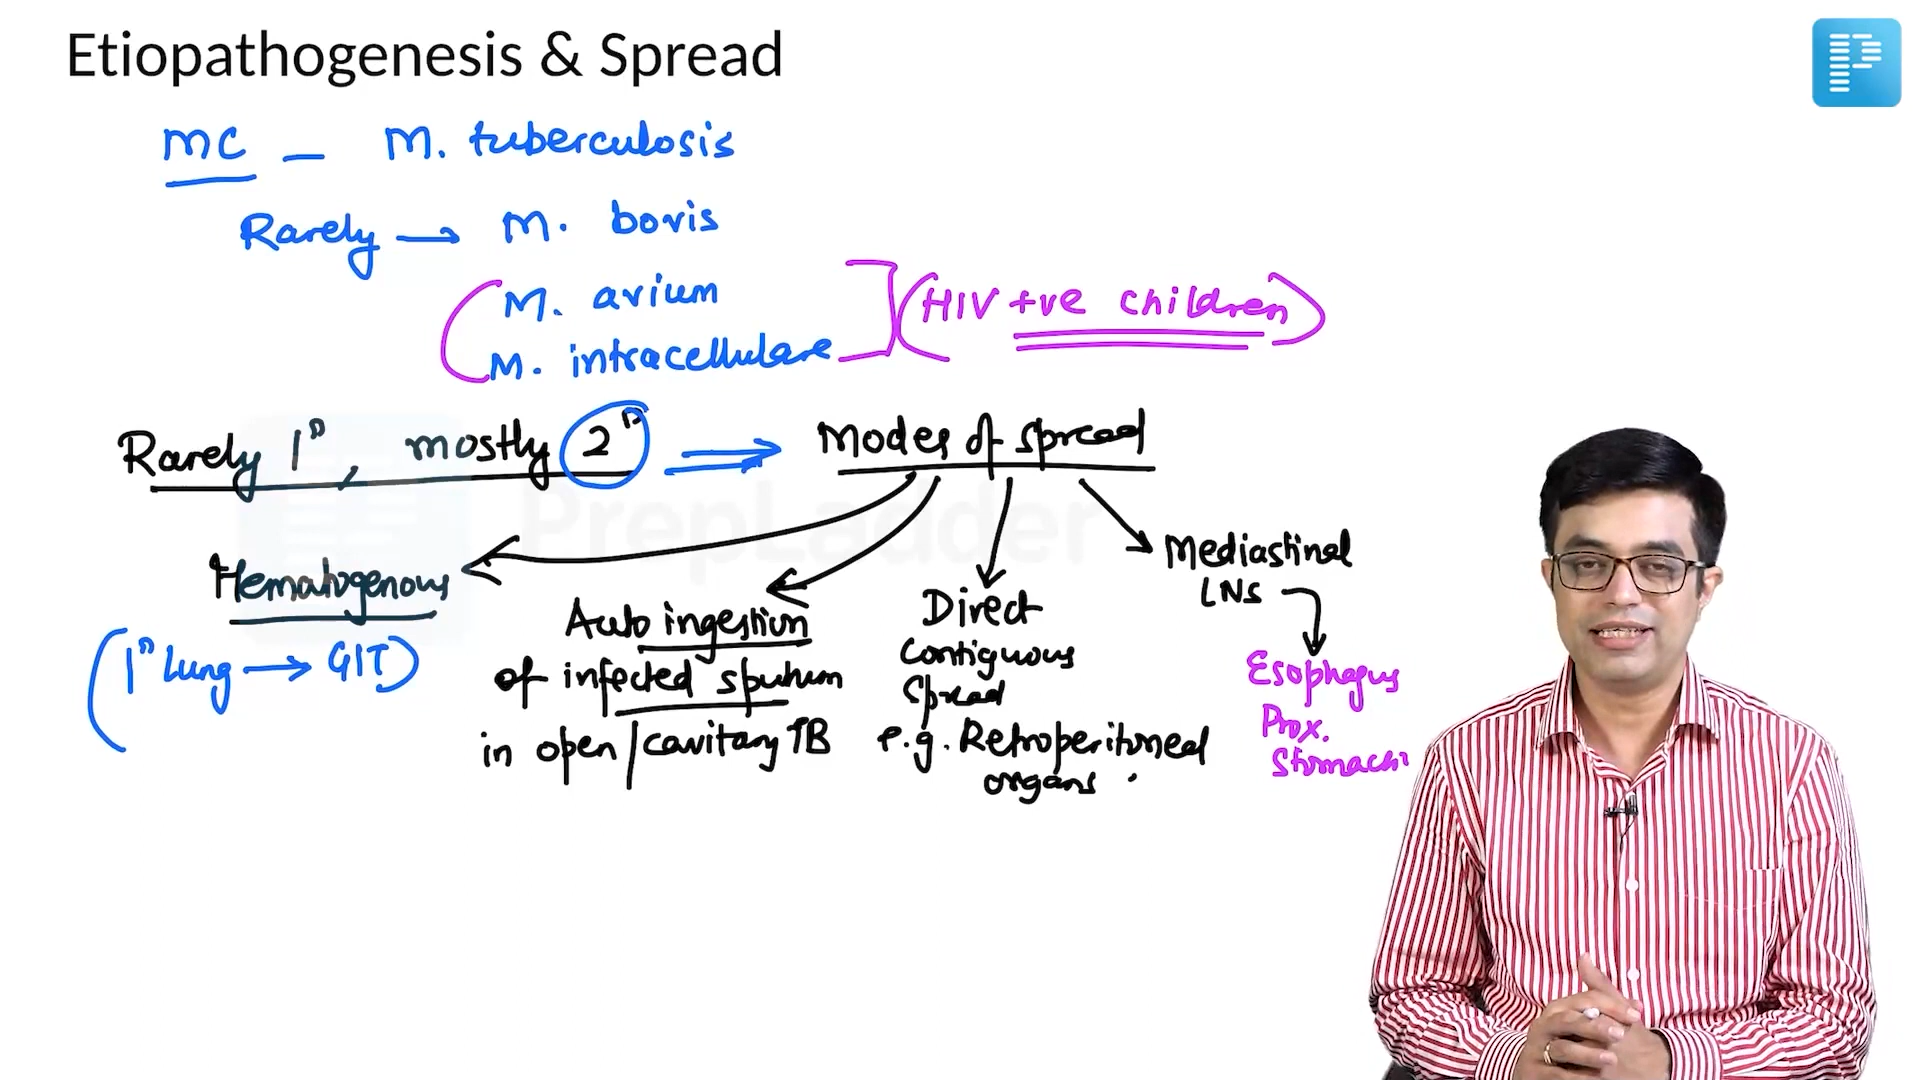 Etiopathogenesis & Spread
MC – M. tuberculosis
Rarely → M. bovis
M. avium
M. intracellulare
(HIV +ve children)
Rarely 1°, mostly 2° ⇒ Modes of spread
Hematogenous
(1° Lung → GIT)
Auto ingestion
of infected sputum
in open/cavitary TB
Direct
Contiguous
Spread
e.g. Retroperitoneal
organs.
Mediastinal
LNS
Esophagus
Prox.
Stomach
PrepLadder